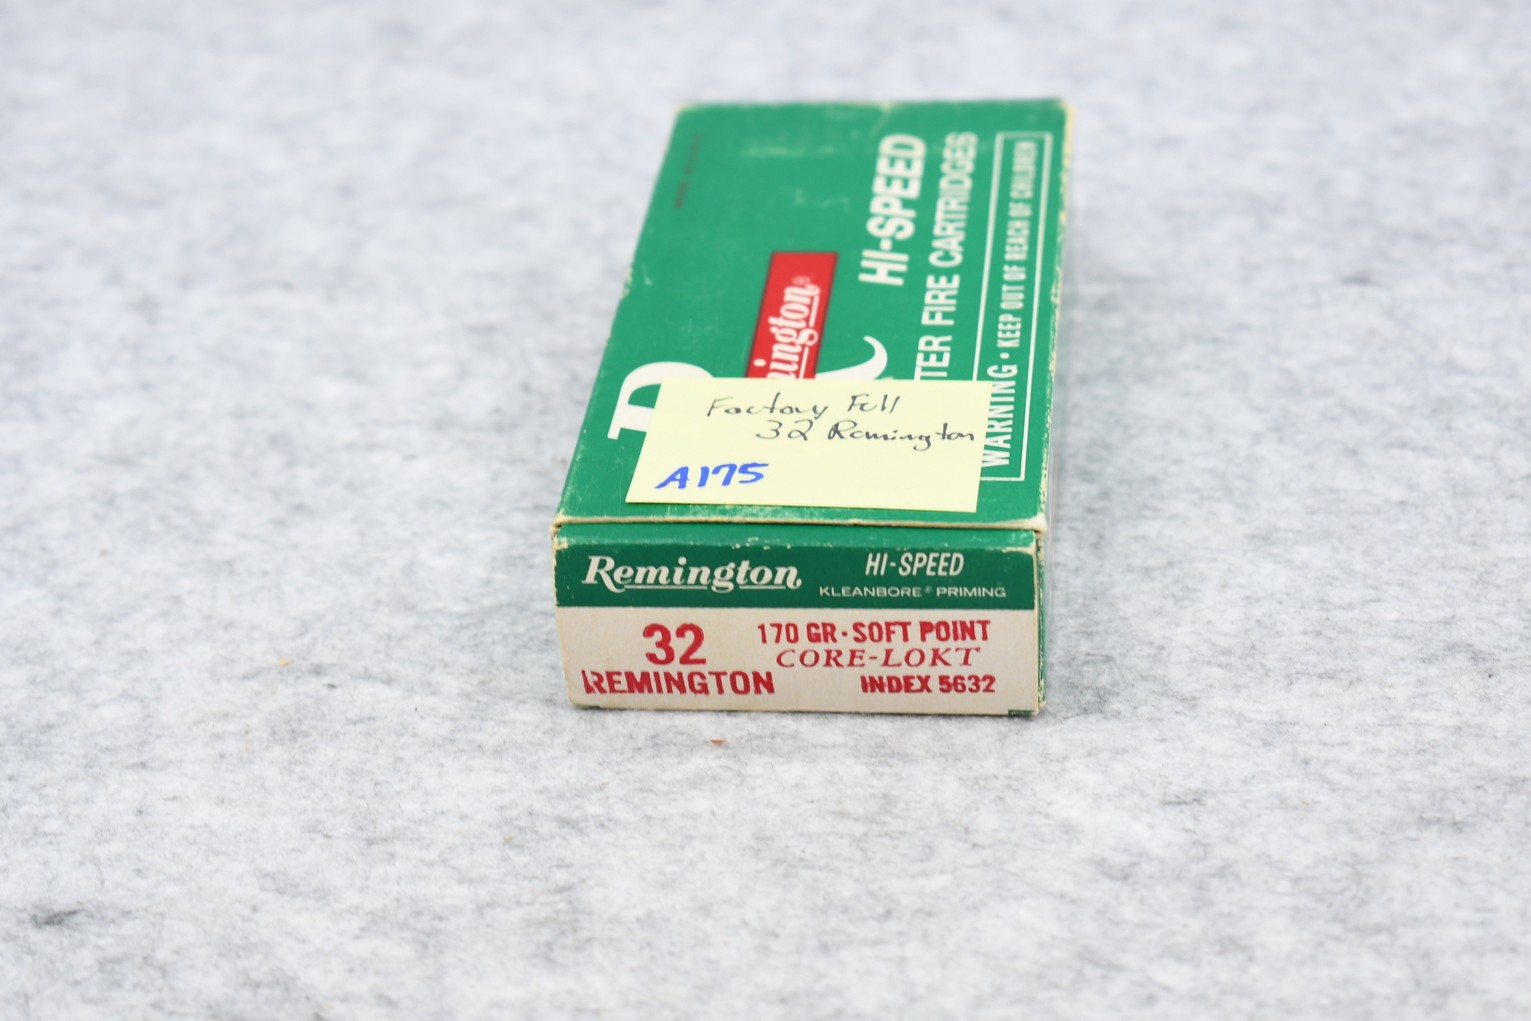 HI-SPEED
TER FIRE CARTRIDGES
WARNING • KEEP OUT OF REACH OF CHILDREN
mington®
R
Factory Full
32 Remington
A175
Remington
HI-SPEED
KLEANBORE® PRIMING
32
REMINGTON
170 GR•SOFT POINT
CORE-LOKT
INDEX 5632